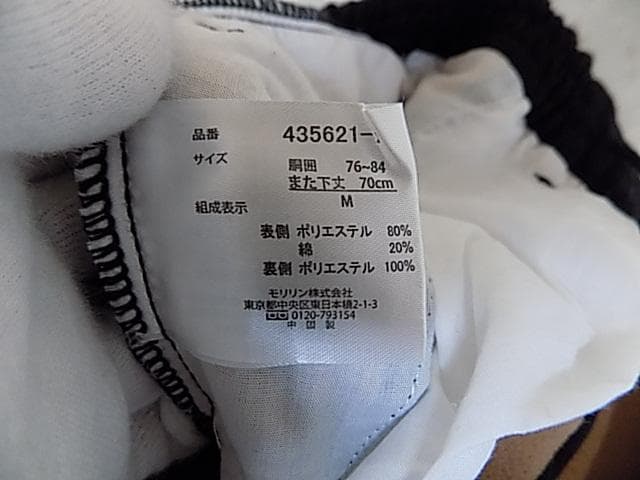 品番 435621-
サイズ 胴囲 76~84
また下丈 70cm
M
組成表示
表側 ポリエステル 80%
綿 20%
裏側 ポリエステル 100%
モリリン株式会社
東京都中央区東日本橋2-1-3
0120-793154
中国製